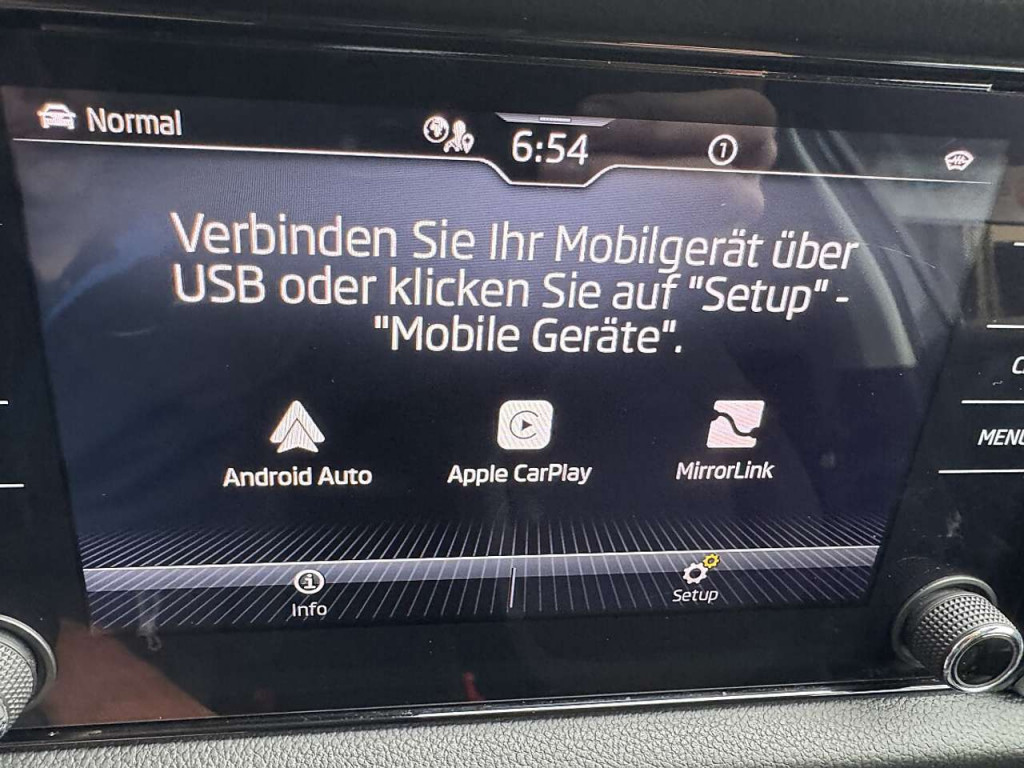 Normal
6:54
1
Verbinden Sie Ihr Mobilgerät über
USB oder klicken Sie auf "Setup" -
"Mobile Geräte".
Android Auto
Apple CarPlay
MirrorLink
Info
Setup